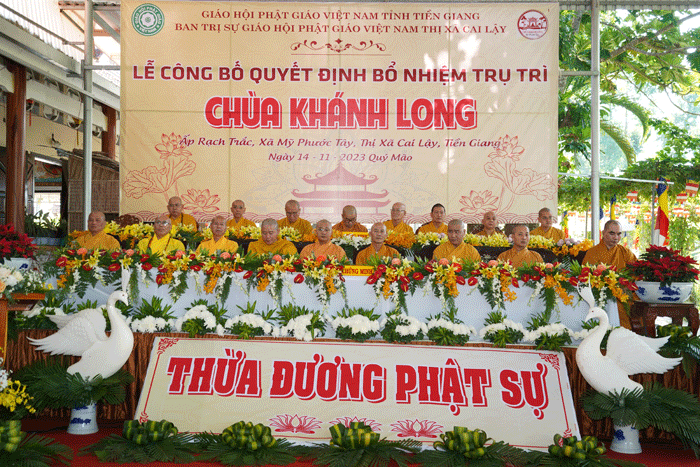 GIÁO HỘI PHẬT GIÁO VIỆT NAM TỈNH TIỀN GIANG
BAN TRỊ SỰ GIÁO HỘI PHẬT GIÁO VIỆT NAM THỊ XÃ CAI LẬY
LỄ CÔNG BỐ QUYẾT ĐỊNH BỔ NHIỆM TRỤ TRÌ
CHÙA KHÁNH LONG
Ấp Rạch Trắc, Xã Mỹ Phước Tây, Thị Xã Cai Lậy, Tiền Giang
Ngày 14 - 11 - 2023 Quý Mão
CHỨNG MINH
THỪA ĐƯƠNG PHẬT SỰ